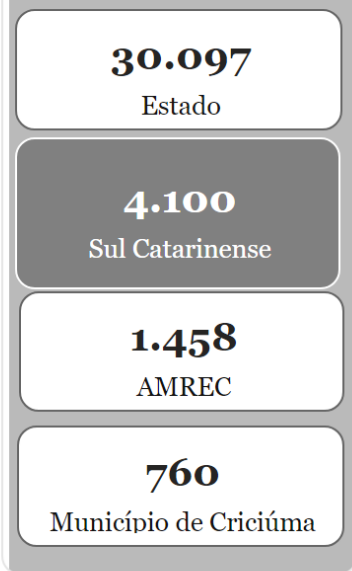 30.097
Estado
4.100
Sul Catarinense
1.458
AMREC
760
Município de Criciúma